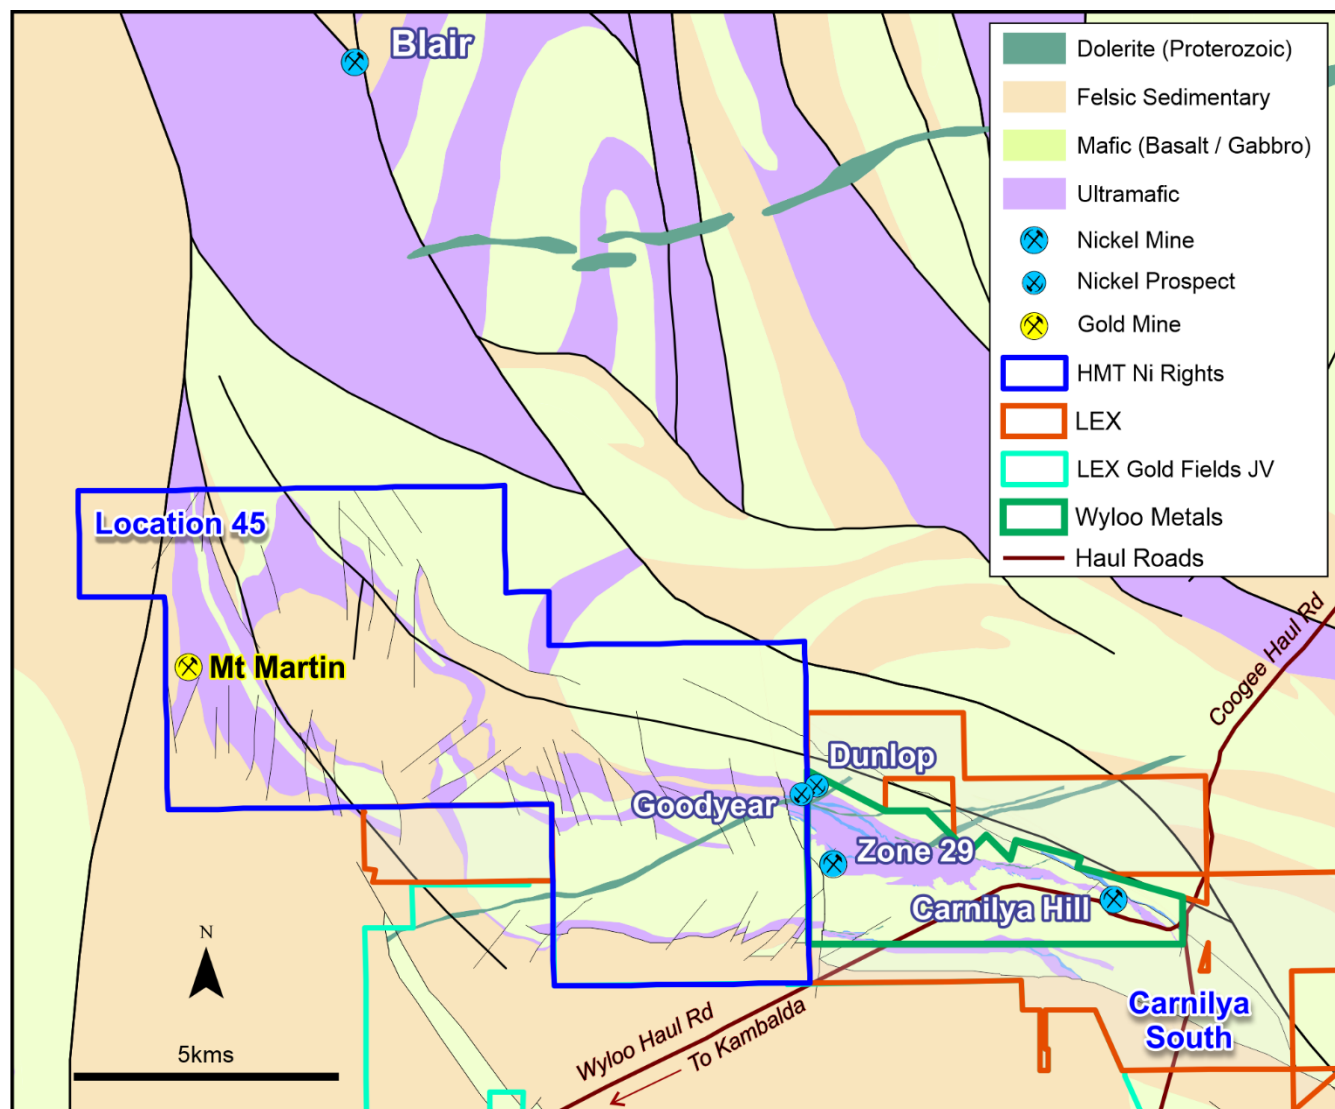 Blair
Dolerite (Proterozoic)
Felsic Sedimentary
Mafic (Basalt / Gabbro)
Ultramafic
Nickel Mine
Nickel Prospect
Gold Mine
HMT Ni Rights
LEX
LEX Gold Fields JV
Wyloo Metals
Haul Roads
Location 45
Mt Martin
Coogee Haul Rd
Dunlop
Goodyear
Zone 29
Carnilya Hill
N
5kms
Wyloo Haul Rd
To Kambalda
Carnilya
South